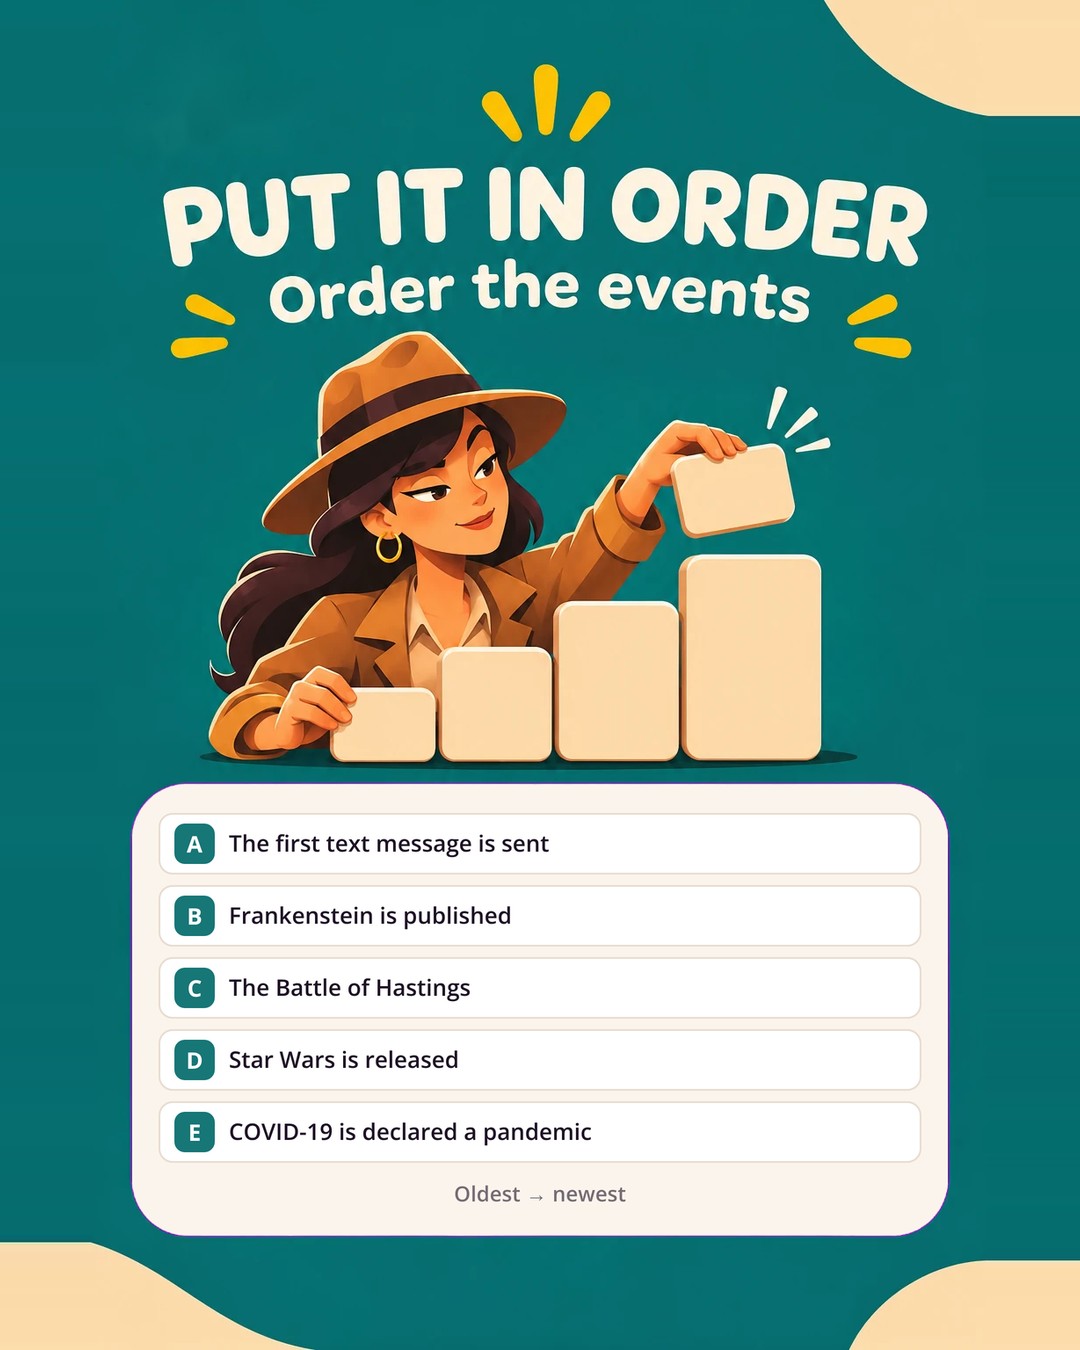 PUT IT IN ORDER
Order the events
A The first text message is sent
B Frankenstein is published
C The Battle of Hastings
D Star Wars is released
E COVID-19 is declared a pandemic
Oldest → newest